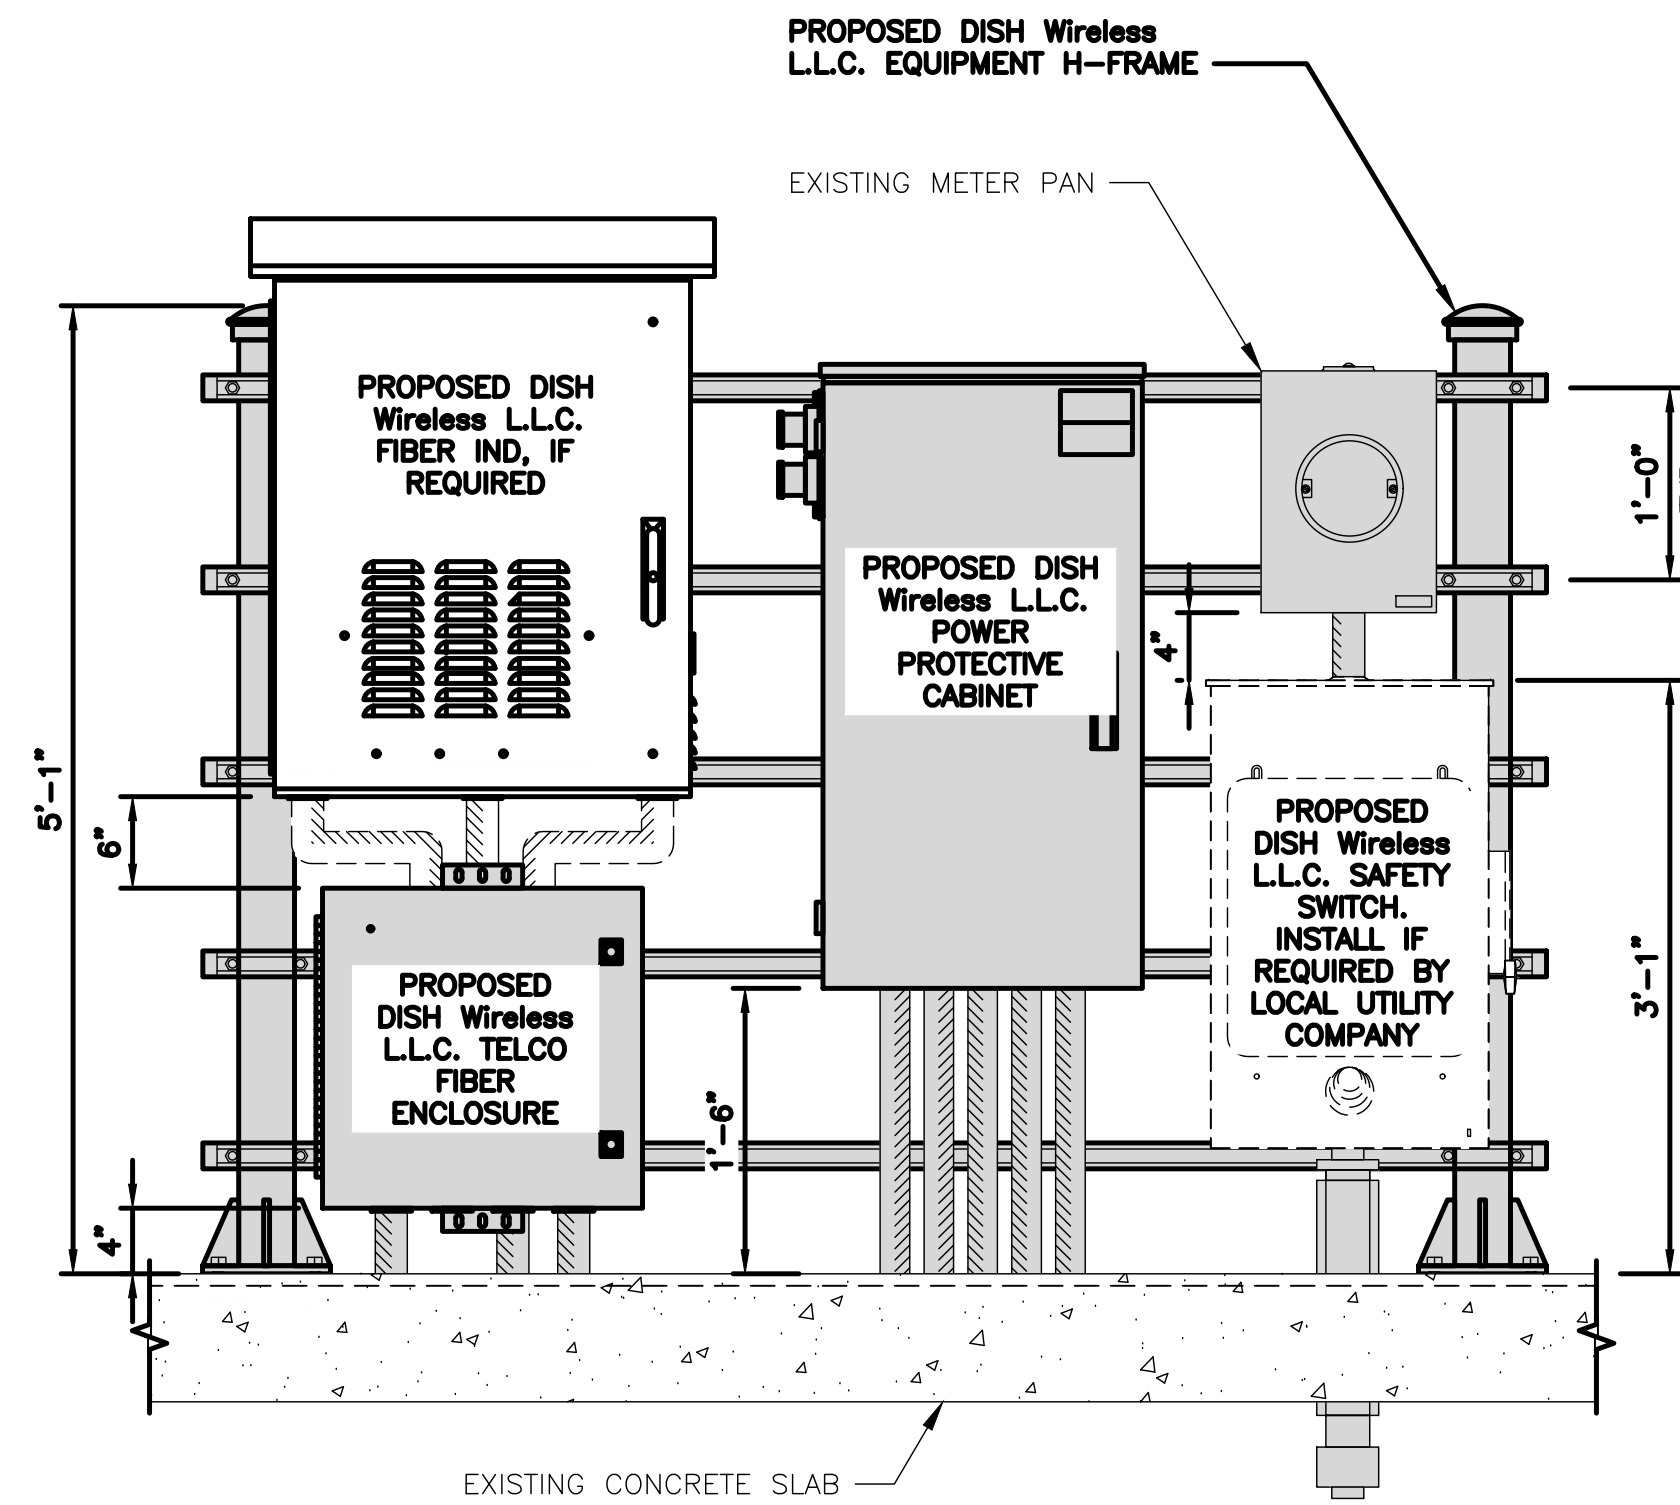 PROPOSED DISH Wireless
L.L.C. EQUIPMENT H-FRAME
EXISTING METER PAN
PROPOSED DISH
Wireless L.L.C.
FIBER IND, IF
REQUIRED
1'-0"
PROPOSED DISH
Wireless L.L.C.
POWER
PROTECTIVE
CABINET
4"
5'-1"
6"
PROPOSED
DISH Wireless
L.L.C. SAFETY
SWITCH.
INSTALL IF
REQUIRED BY
LOCAL UTILITY
COMPANY
3'-1"
PROPOSED
DISH Wireless
L.L.C. TELCO
FIBER
ENCLOSURE
1'-6"
4"
EXISTING CONCRETE SLAB